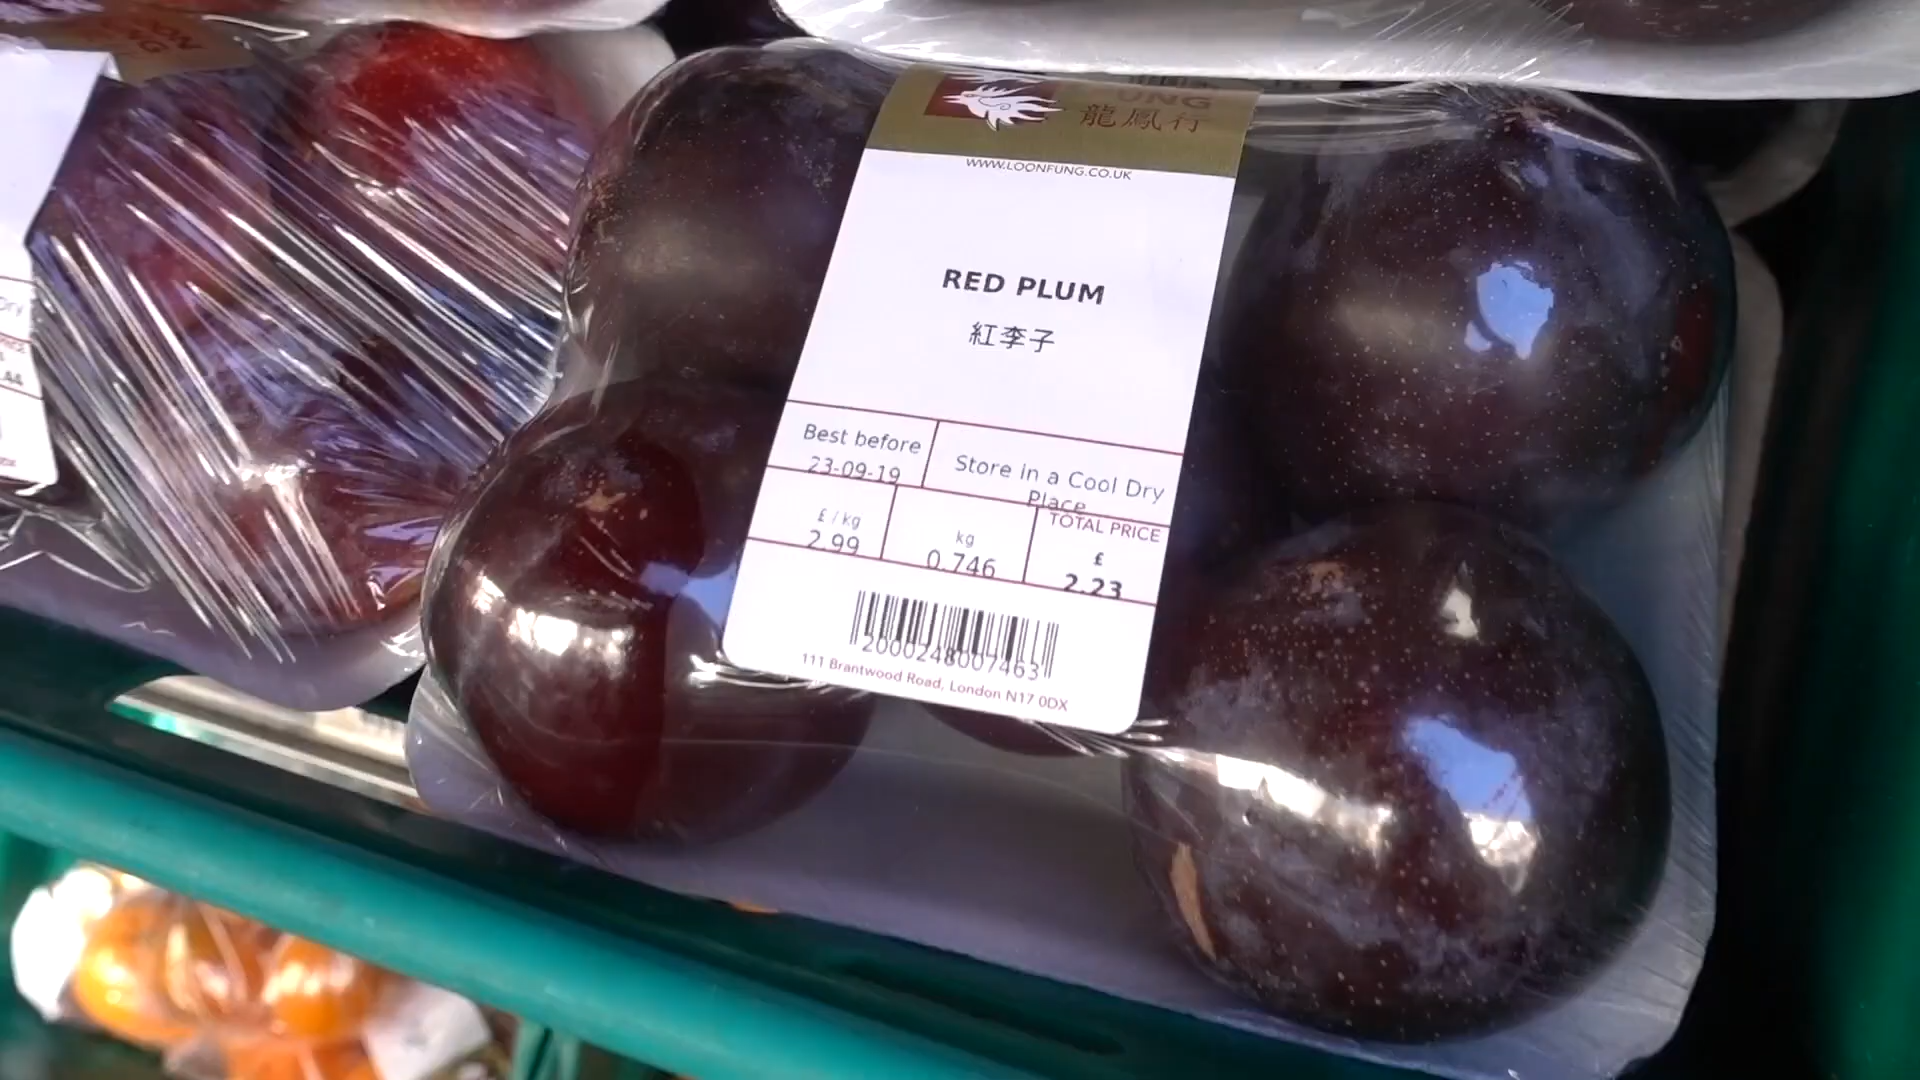 UNG
龍鳳行
WWW.LOONFUNG.CO.UK
RED PLUM
紅李子
Best before
23-09-19
Store in a Cool Dry
Place
£ / kg
2.99
kg
0.746
TOTAL PRICE
£
2.23
2000248007463
111 Brantwood Road, London N17 0DX
Dry